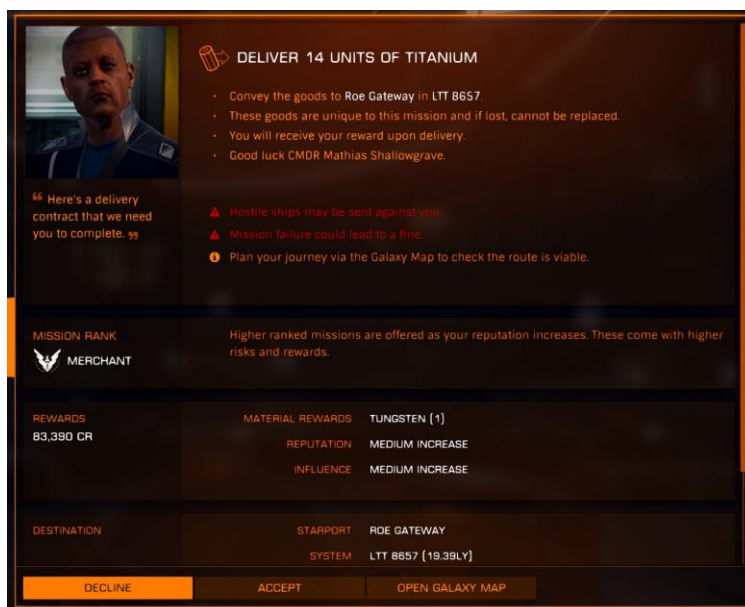 DELIVER 14 UNITS OF TITANIUM
· Convey the goods to Roe Gateway in LTT 8657.
· These goods are unique to this mission and if lost, cannot be replaced.
· You will receive your reward upon delivery.
· Good luck CMDR Mathias Shallowgrave.
“ Here's a delivery
contract that we need
you to complete. ”
Hostile ships may be sent against you.
Mission failure could lead to a fine.
Plan your journey via the Galaxy Map to check the route is viable.
MISSION RANK
MERCHANT
Higher ranked missions are offered as your reputation increases. These come with higher
risks and rewards.
REWARDS
83,390 CR
MATERIAL REWARDS TUNGSTEN (1)
REPUTATION MEDIUM INCREASE
INFLUENCE MEDIUM INCREASE
DESTINATION
STARPORT ROE GATEWAY
SYSTEM LTT 8657 (19.39LY)
DECLINE ACCEPT OPEN GALAXY MAP